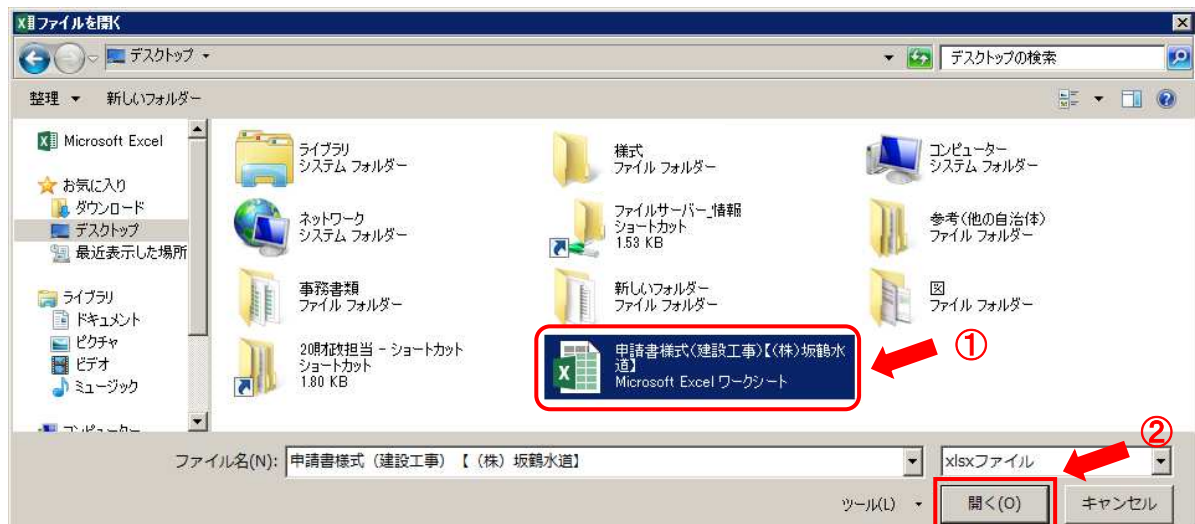 ファイルを開く
デスクトップ
デスクトップの検索
整理
新しいフォルダー
Microsoft Excel
お気に入り
ダウンロード
デスクトップ
最近表示した場所
ライブラリ
ドキュメント
ピクチャ
ビデオ
ミュージック
コンピューター
ライブラリ
システム フォルダー
様式
ファイル フォルダー
コンピューター
システム フォルダー
ネットワーク
システム フォルダー
ファイルサーバー_情報
ショートカット
1.53 KB
参考(他の自治体)
ファイル フォルダー
事務書類
ファイル フォルダー
新しいフォルダー
ファイル フォルダー
図
ファイル フォルダー
20財政担当 - ショートカット
ショートカット
1.80 KB
申請書様式(建設工事)【(株)坂鶴水
道】
Microsoft Excel ワークシート
①
②
ファイル名(N):
申請書様式（建設工事）【（株）坂鶴水道】
xlsxファイル
ツール(L)
開く(O)
キャンセル